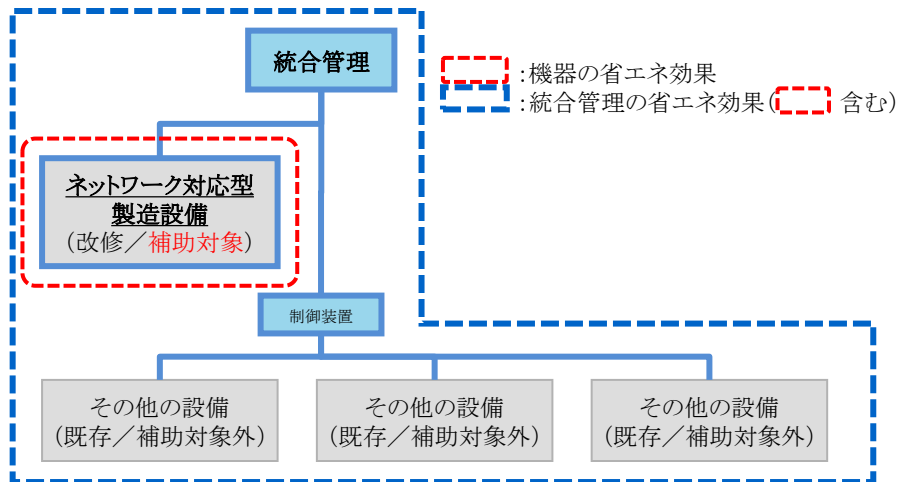 統合管理
:機器の省エネ効果
:統合管理の省エネ効果( 含む)
ネットワーク対応型
製造設備
(改修／補助対象)
制御装置
その他の設備
(既存／補助対象外)
その他の設備
(既存／補助対象外)
その他の設備
(既存／補助対象外)